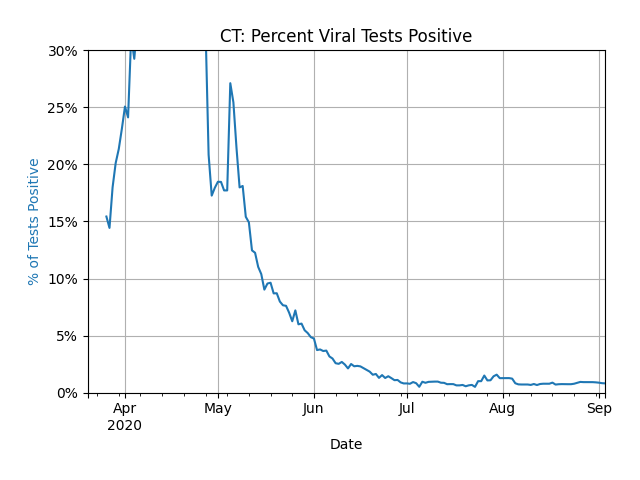 CT: Percent Viral Tests Positive
30%
25%
20%
15%
10%
5%
0%
% of Tests Positive
Apr May Jun Jul Aug Sep
2020
Date